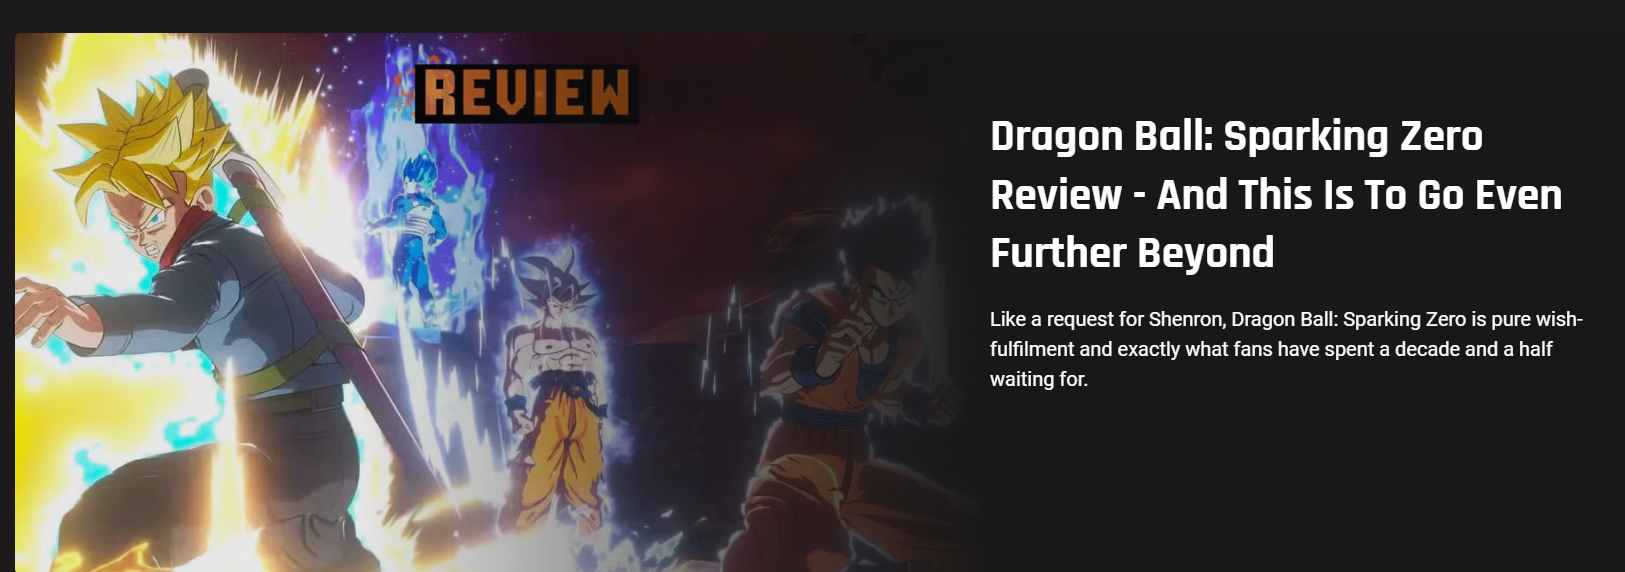 REVIEW
Dragon Ball: Sparking Zero
Review - And This Is To Go Even
Further Beyond
Like a request for Shenron, Dragon Ball: Sparking Zero is pure wish-
fulfilment and exactly what fans have spent a decade and a half
waiting for.